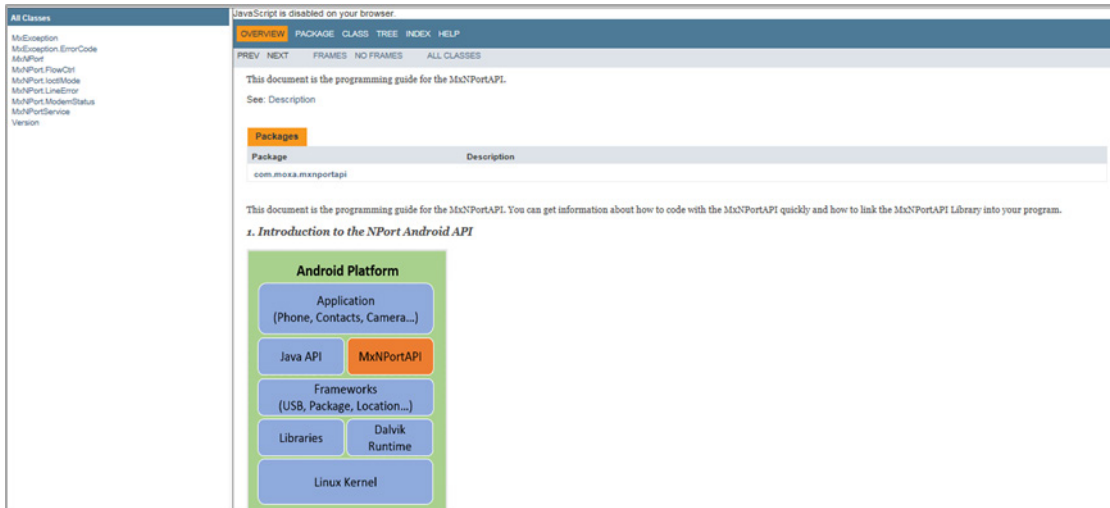 All Classes
MxException
MxException.ErrorCode
MxNPort
MxNPort.FlowCtrl
MxNPort.IoctlMode
MxNPort.LineError
MxNPort.ModemStatus
MxNPortService
Version
JavaScript is disabled on your browser.
OVERVIEW PACKAGE CLASS TREE INDEX HELP
PREV NEXT FRAMES NO FRAMES ALL CLASSES
This document is the programming guide for the MxNPortAPI.
See: Description
Packages
Package Description
com.moxa.mxnportapi
This document is the programming guide for the MxNPortAPI. You can get information about how to code with the MxNPortAPI quickly and how to link the MxNPortAPI Library into your program.
1. Introduction to the NPort Android API
Android Platform
Application
(Phone, Contacts, Camera...)
Java API MxNPortAPI
Frameworks
(USB, Package, Location...)
Libraries Dalvik
Runtime
Linux Kernel